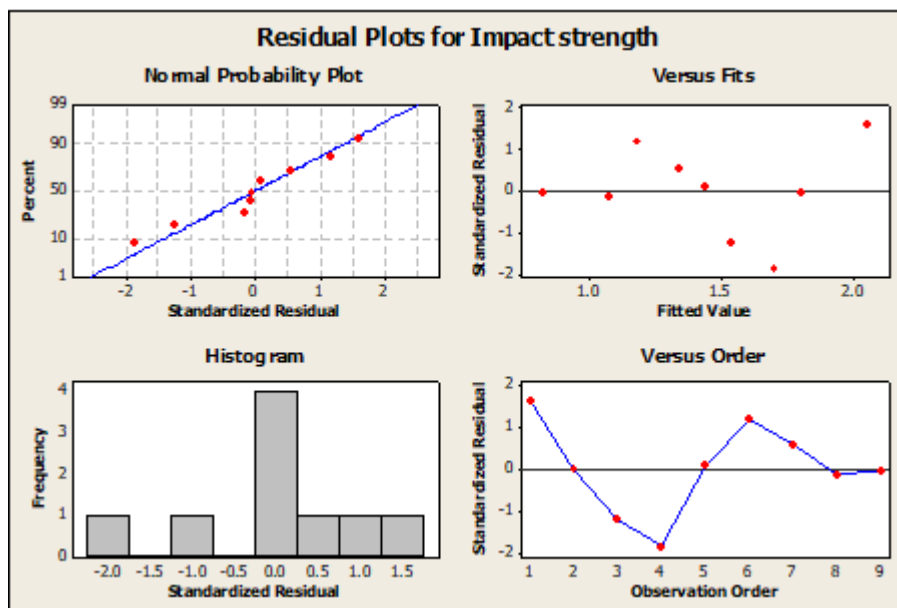 Residual Plots for Impact strength
Normal Probability Plot
99
90
50
10
1
Percent
-2 -1 0 1 2
Standardized Residual
Versus Fits
2
1
0
-1
-2
Standardized Residual
1.0 1.5 2.0
Fitted Value
Histogram
4
3
2
1
0
Frequency
-2.0 -1.5 -1.0 -0.5 0.0 0.5 1.0 1.5
Standardized Residual
Versus Order
2
1
0
-1
-2
Standardized Residual
1 2 3 4 5 6 7 8 9
Observation Order